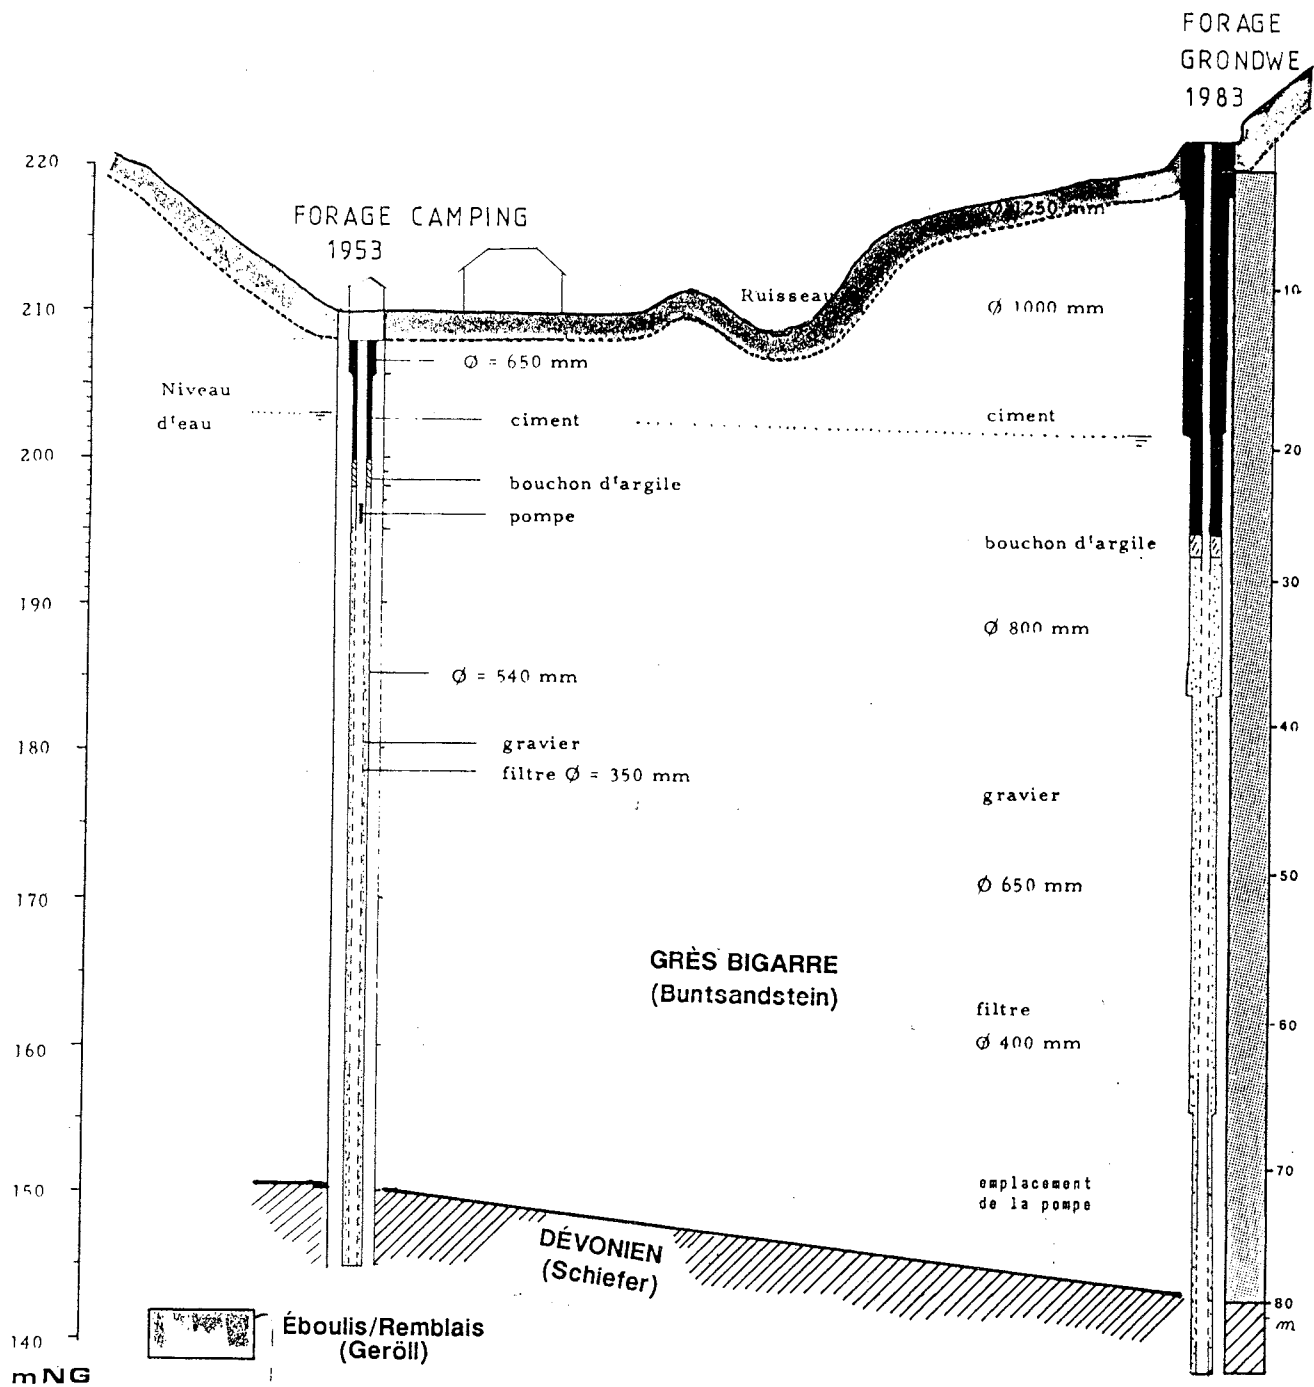 FORAGE
GRONDWE
1983
220
FORAGE CAMPING
1953
Ø 1250 mm
Ruisseau
210
Ø 1000 mm
10
Ø = 650 mm
Niveau
d'eau
ciment
ciment
200
20
bouchon d'argile
pompe
bouchon d'argile
190
30
Ø 800 mm
Ø = 540 mm
180
gravier
40
filtre Ø = 350 mm
gravier
170
Ø 650 mm
50
GRÈS BIGARRE
(Buntsandstein)
filtre
Ø 400 mm
60
160
emplacement
de la pompe
70
150
DÉVONIEN
(Schiefer)
80
m
Éboulis/Remblais
(Geröll)
140
mNG